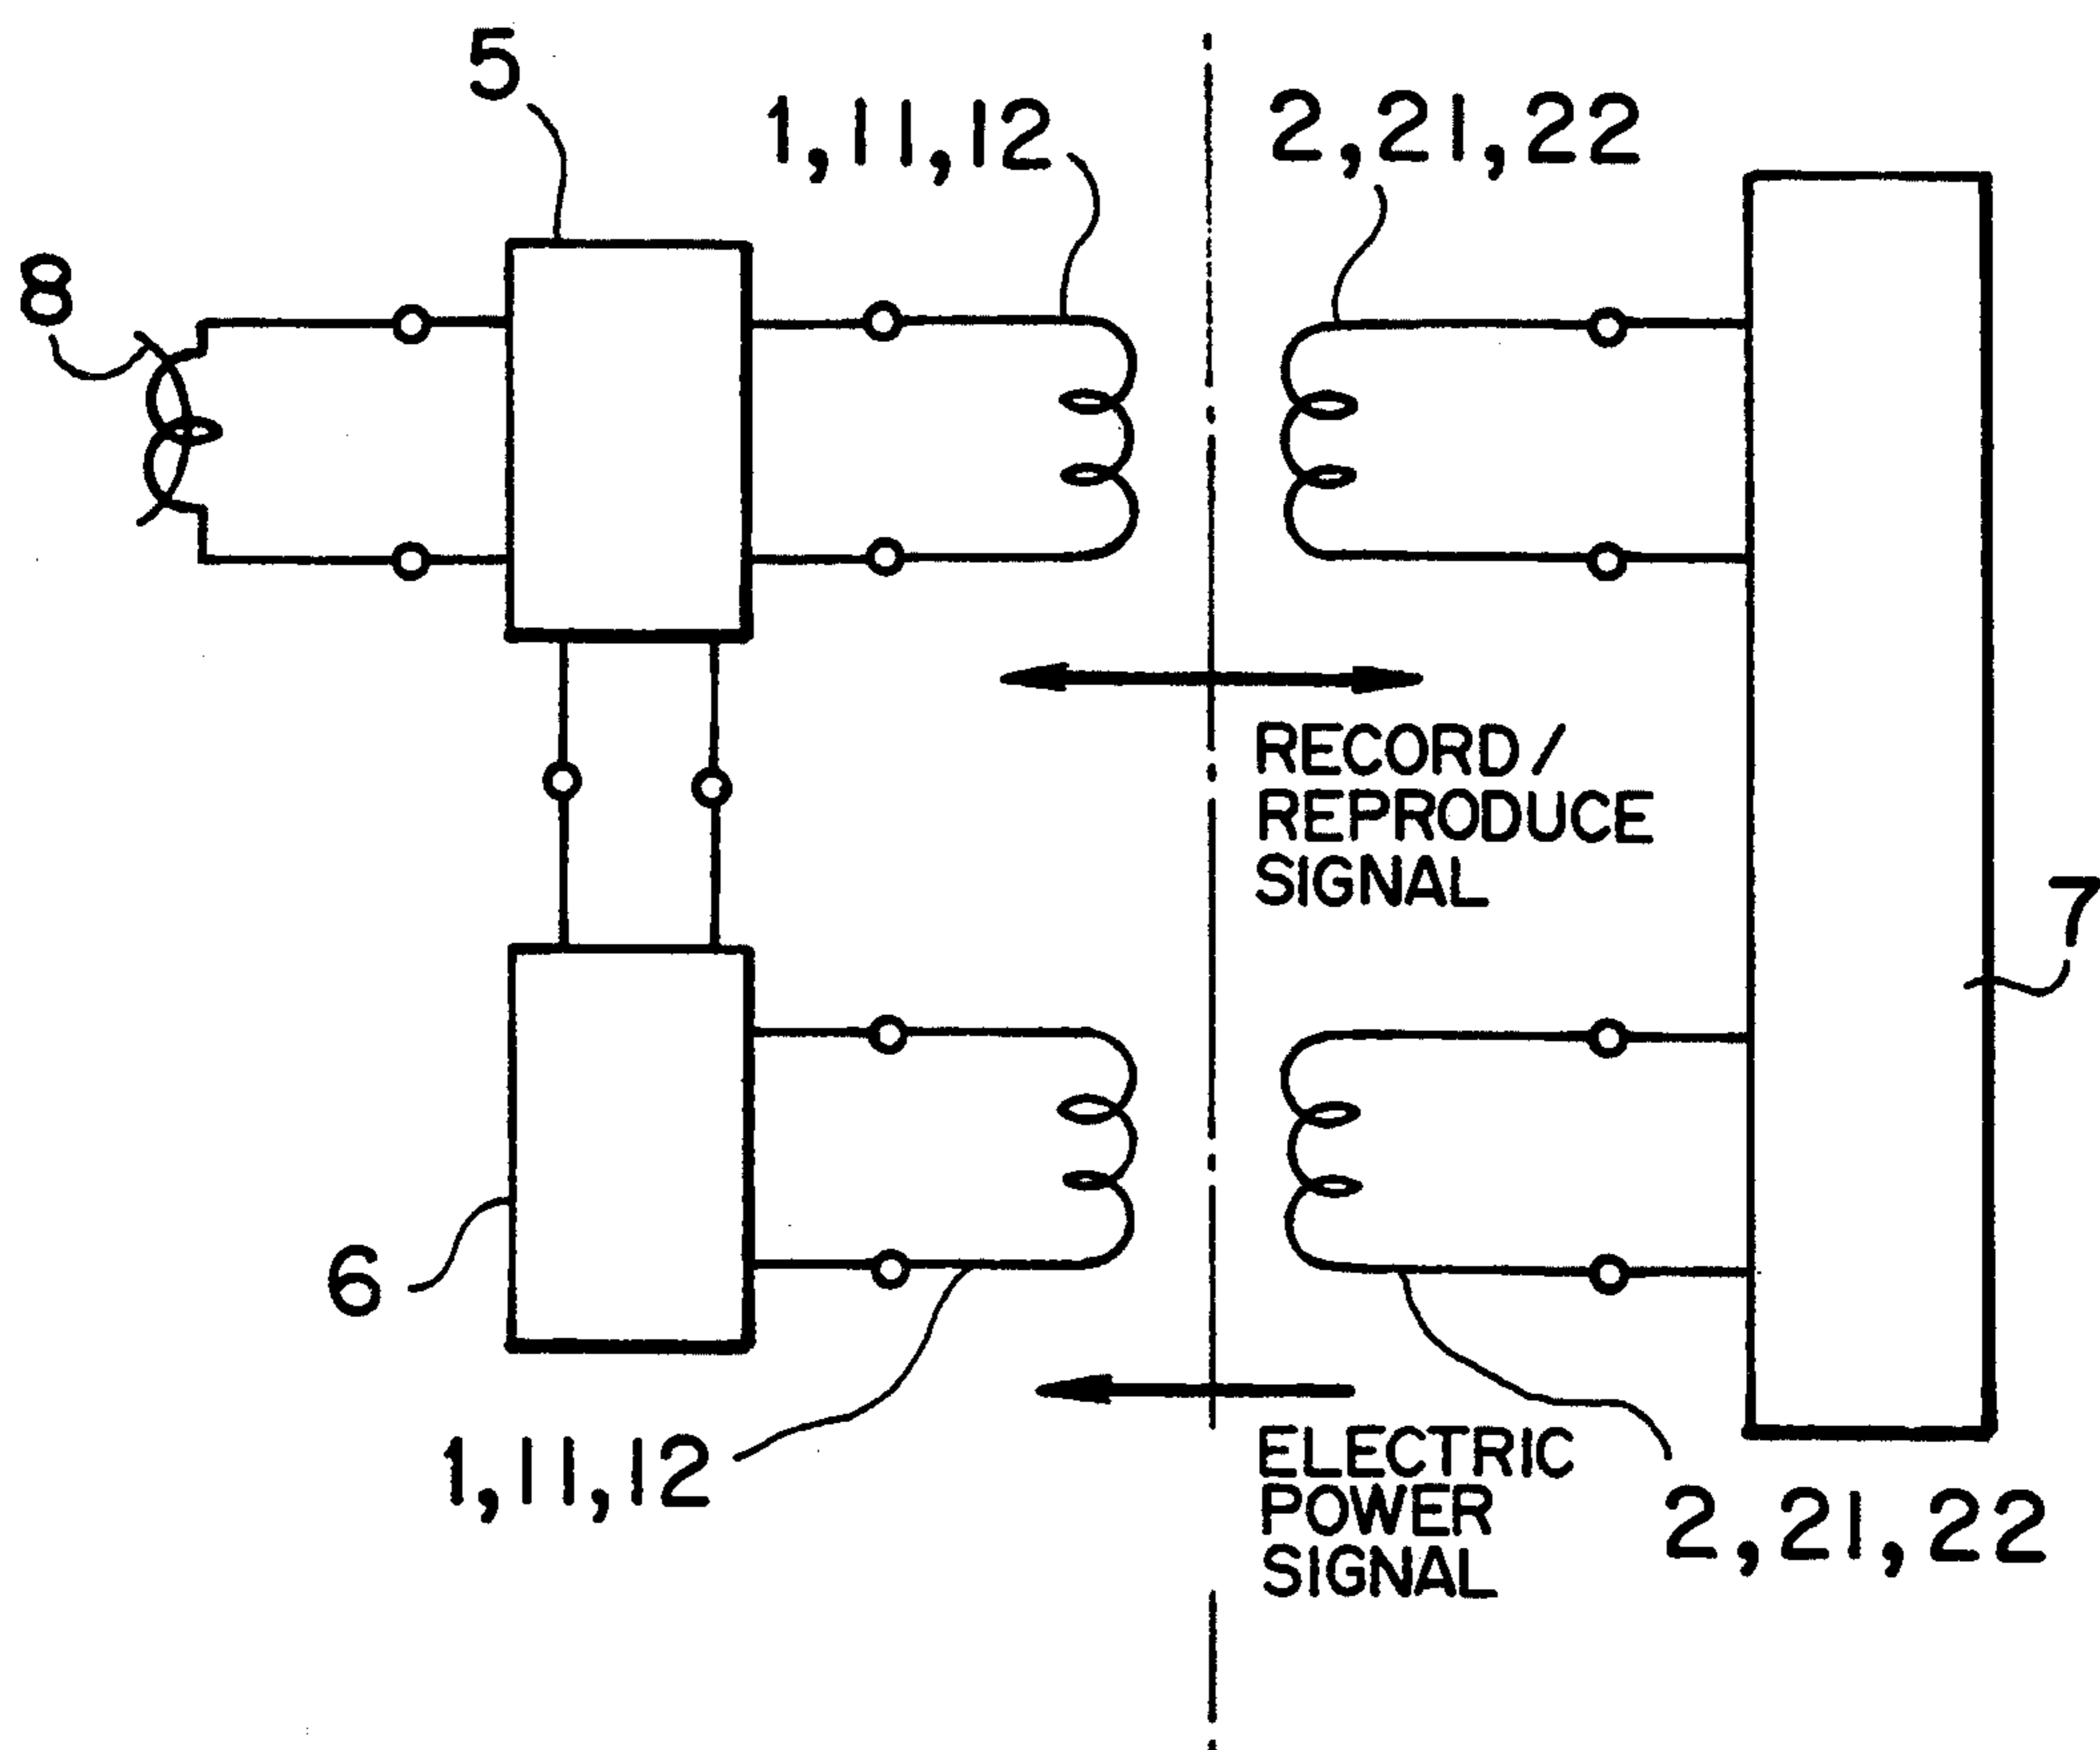 5
1,11,12
2,21,22
8
RECORD/
REPRODUCE
SIGNAL
7
6
1,11,12
ELECTRIC
POWER
SIGNAL
2,21,22